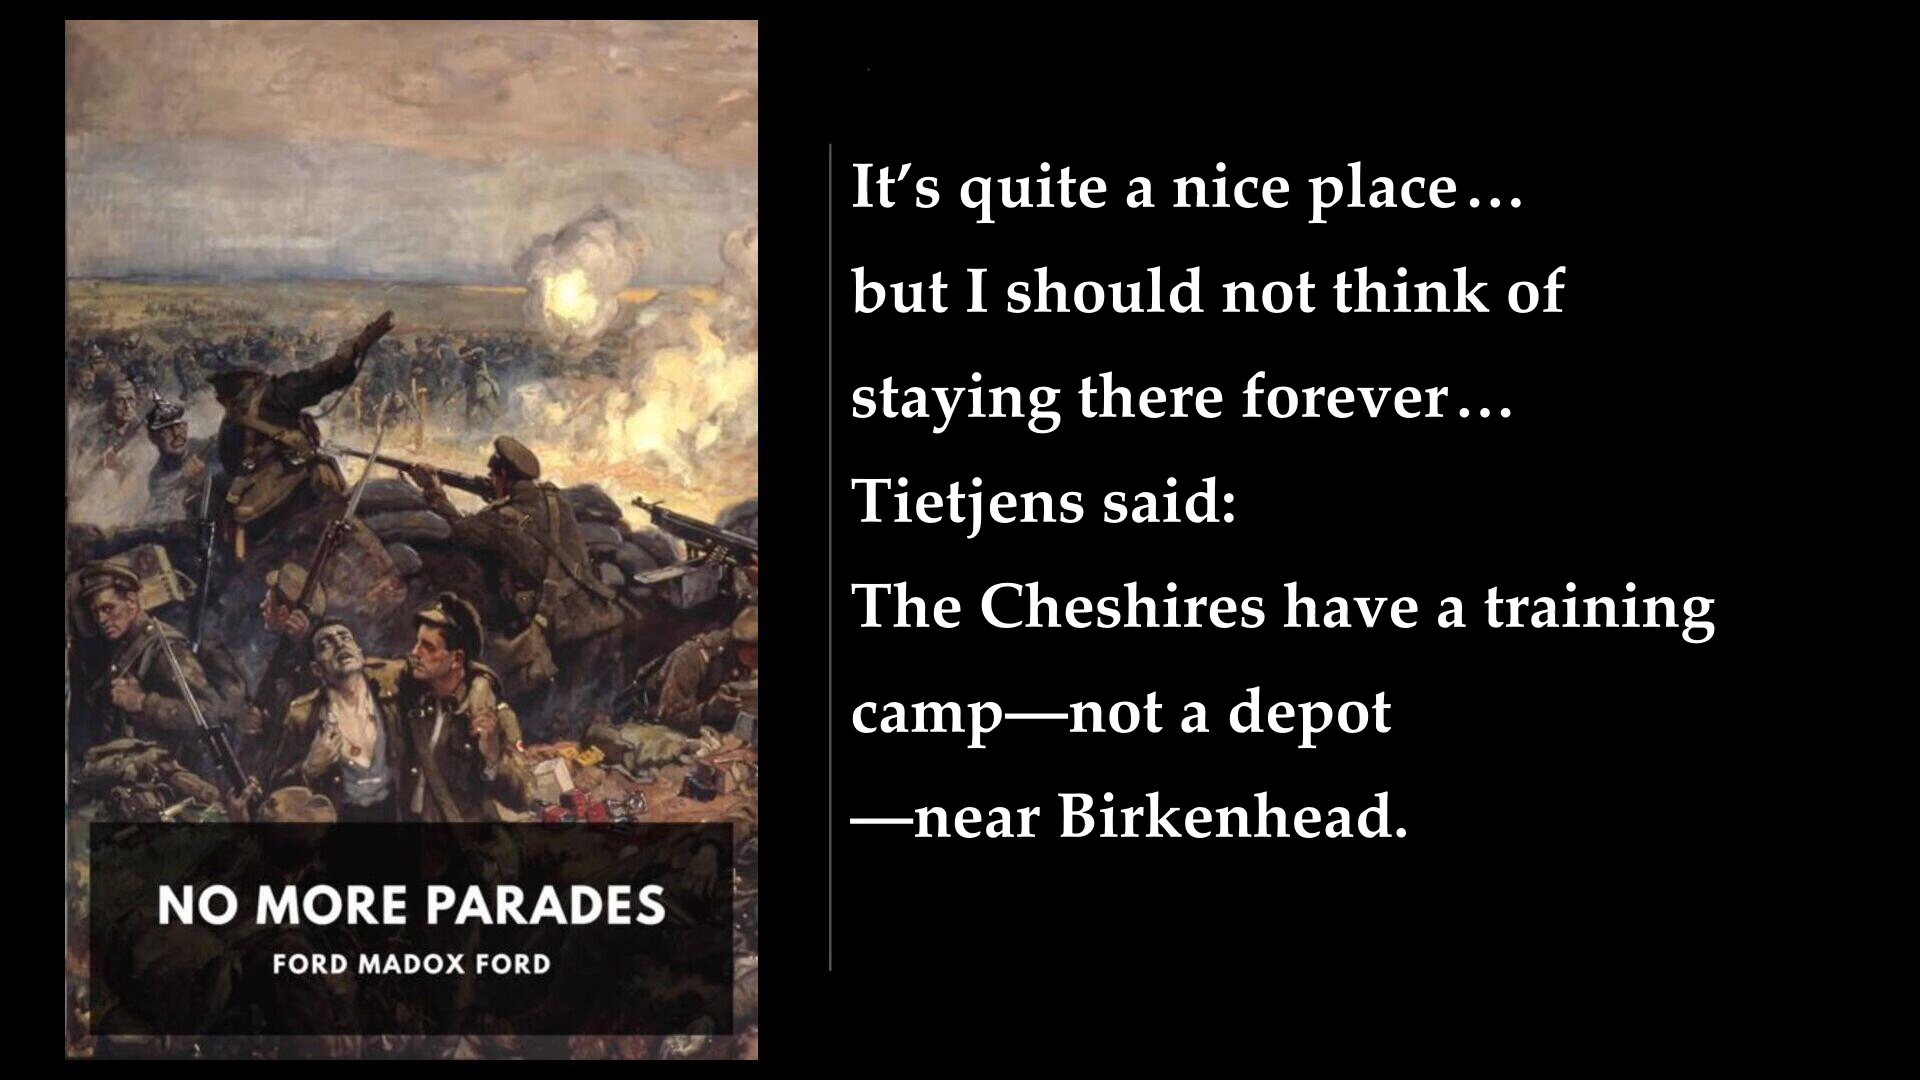 It’s quite a nice place…
but I should not think of
staying there forever…
Tietjens said:
The Cheshires have a training
camp—not a depot
—near Birkenhead.
NO MORE PARADES
FORD MADOX FORD